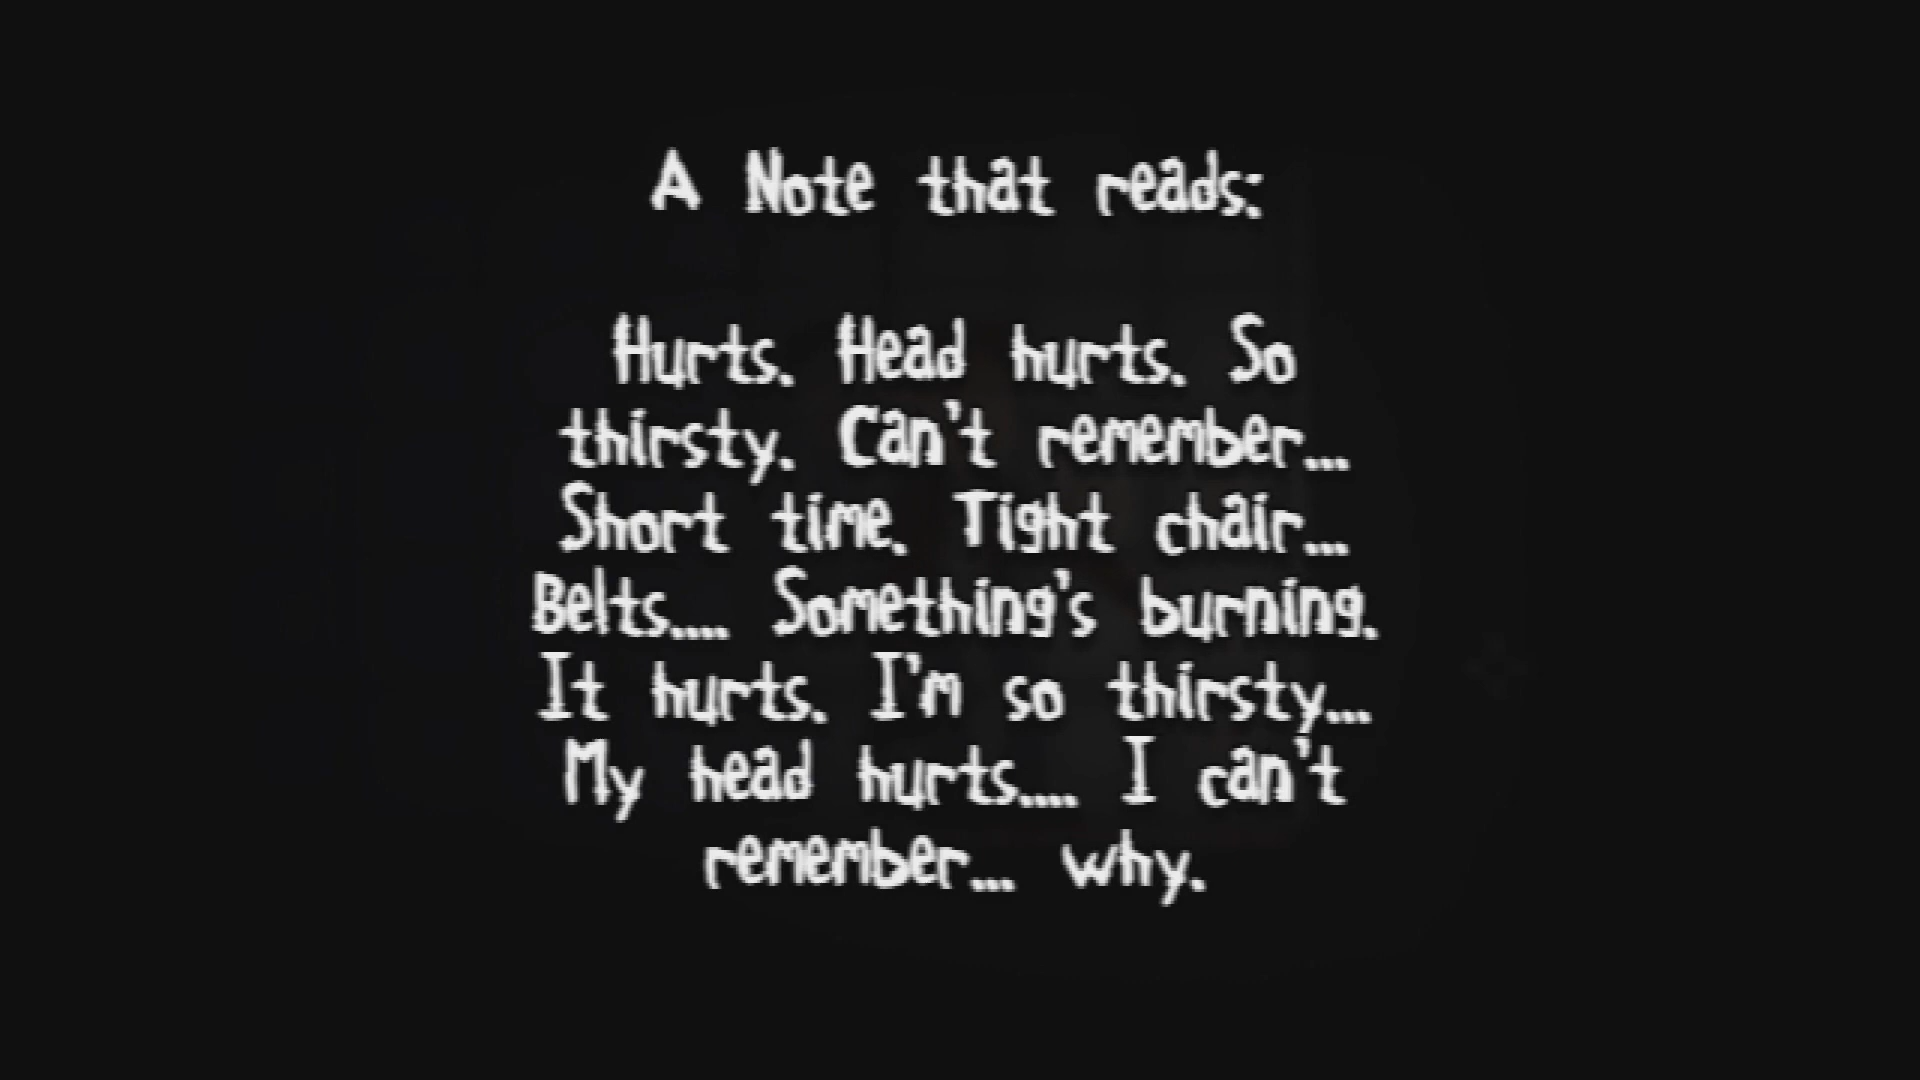 A Note that reads:
Hurts. Head hurts. So
thirsty. Can't remember...
Short time. Tight chair...
Belts.... Something's burning.
It hurts. I'm so thirsty...
My head hurts.... I can't
remember... why.